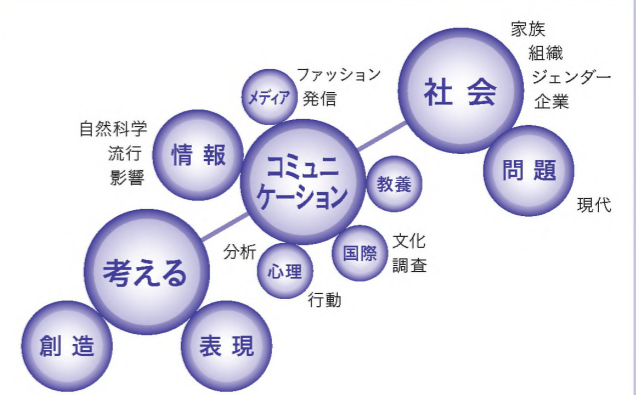 家族
組織
ジェンダー
企業
社会
問題
現代
ファッション
発信
メディア
自然科学
流行
影響
情報
コミュニ
ケーション
教養
国際
文化
調査
分析
心理
行動
考える
創造
表現